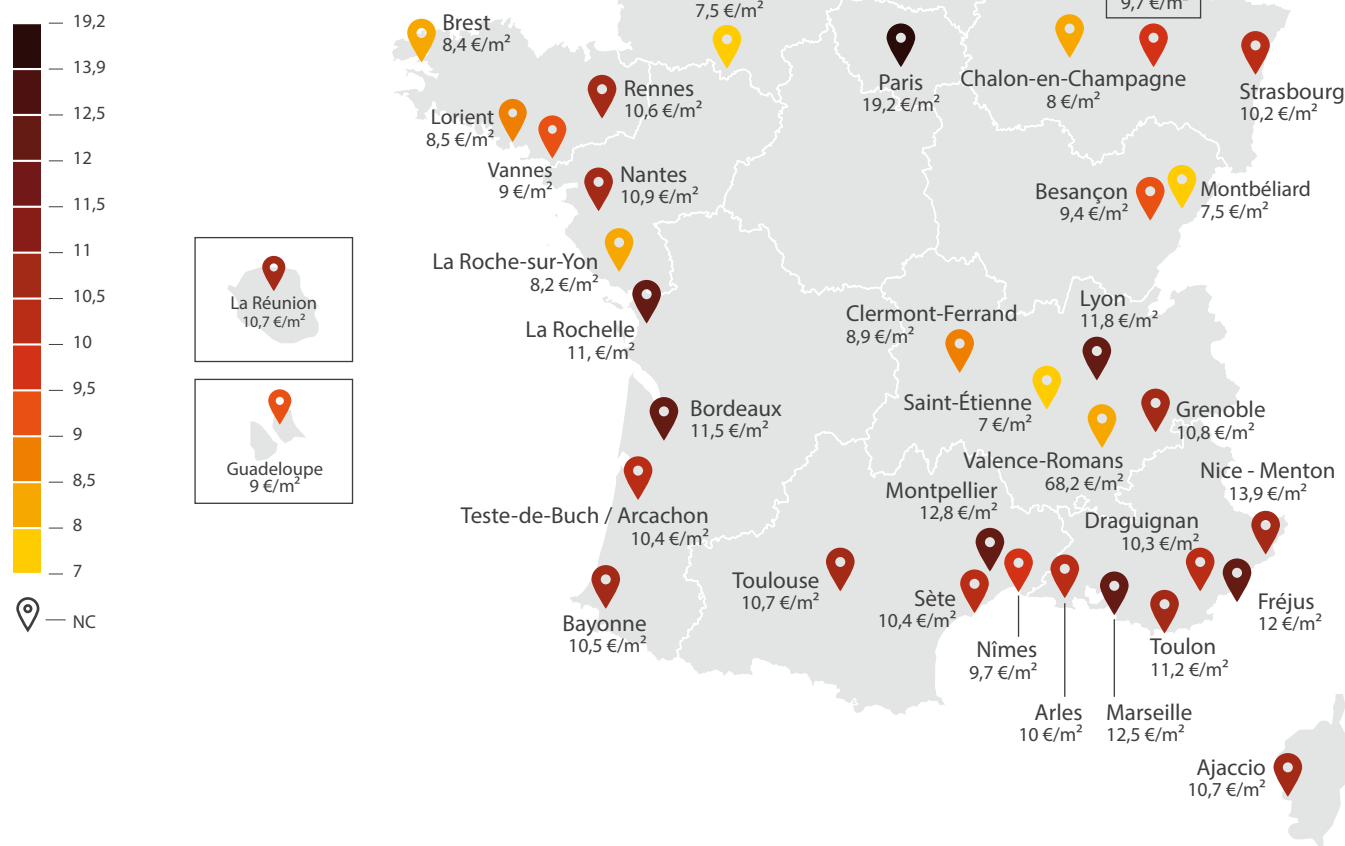 19,2
13,9
12,5
12
11,5
11
10,5
10
9,5
9
8,5
8
7
NC
7,5 €/m²
9,7 €/m²
Brest
8,4 €/m²
Rennes
10,6 €/m²
Paris
19,2 €/m²
Chalon-en-Champagne
8 €/m²
Strasbourg
10,2 €/m²
Lorient
8,5 €/m²
Vannes
9 €/m²
Nantes
10,9 €/m²
Besançon
9,4 €/m²
Montbéliard
7,5 €/m²
La Roche-sur-Yon
8,2 €/m²
La Réunion
10,7 €/m²
La Rochelle
11, €/m²
Clermont-Ferrand
8,9 €/m²
Lyon
11,8 €/m²
Saint-Étienne
7 €/m²
Grenoble
10,8 €/m²
Bordeaux
11,5 €/m²
Guadeloupe
9 €/m²
Valence-Romans
68,2 €/m²
Nice - Menton
13,9 €/m²
Montpellier
12,8 €/m²
Teste-de-Buch / Arcachon
10,4 €/m²
Draguignan
10,3 €/m²
Toulouse
10,7 €/m²
Sète
10,4 €/m²
Fréjus
12 €/m²
Bayonne
10,5 €/m²
Nîmes
9,7 €/m²
Toulon
11,2 €/m²
Arles
10 €/m²
Marseille
12,5 €/m²
Ajaccio
10,7 €/m²